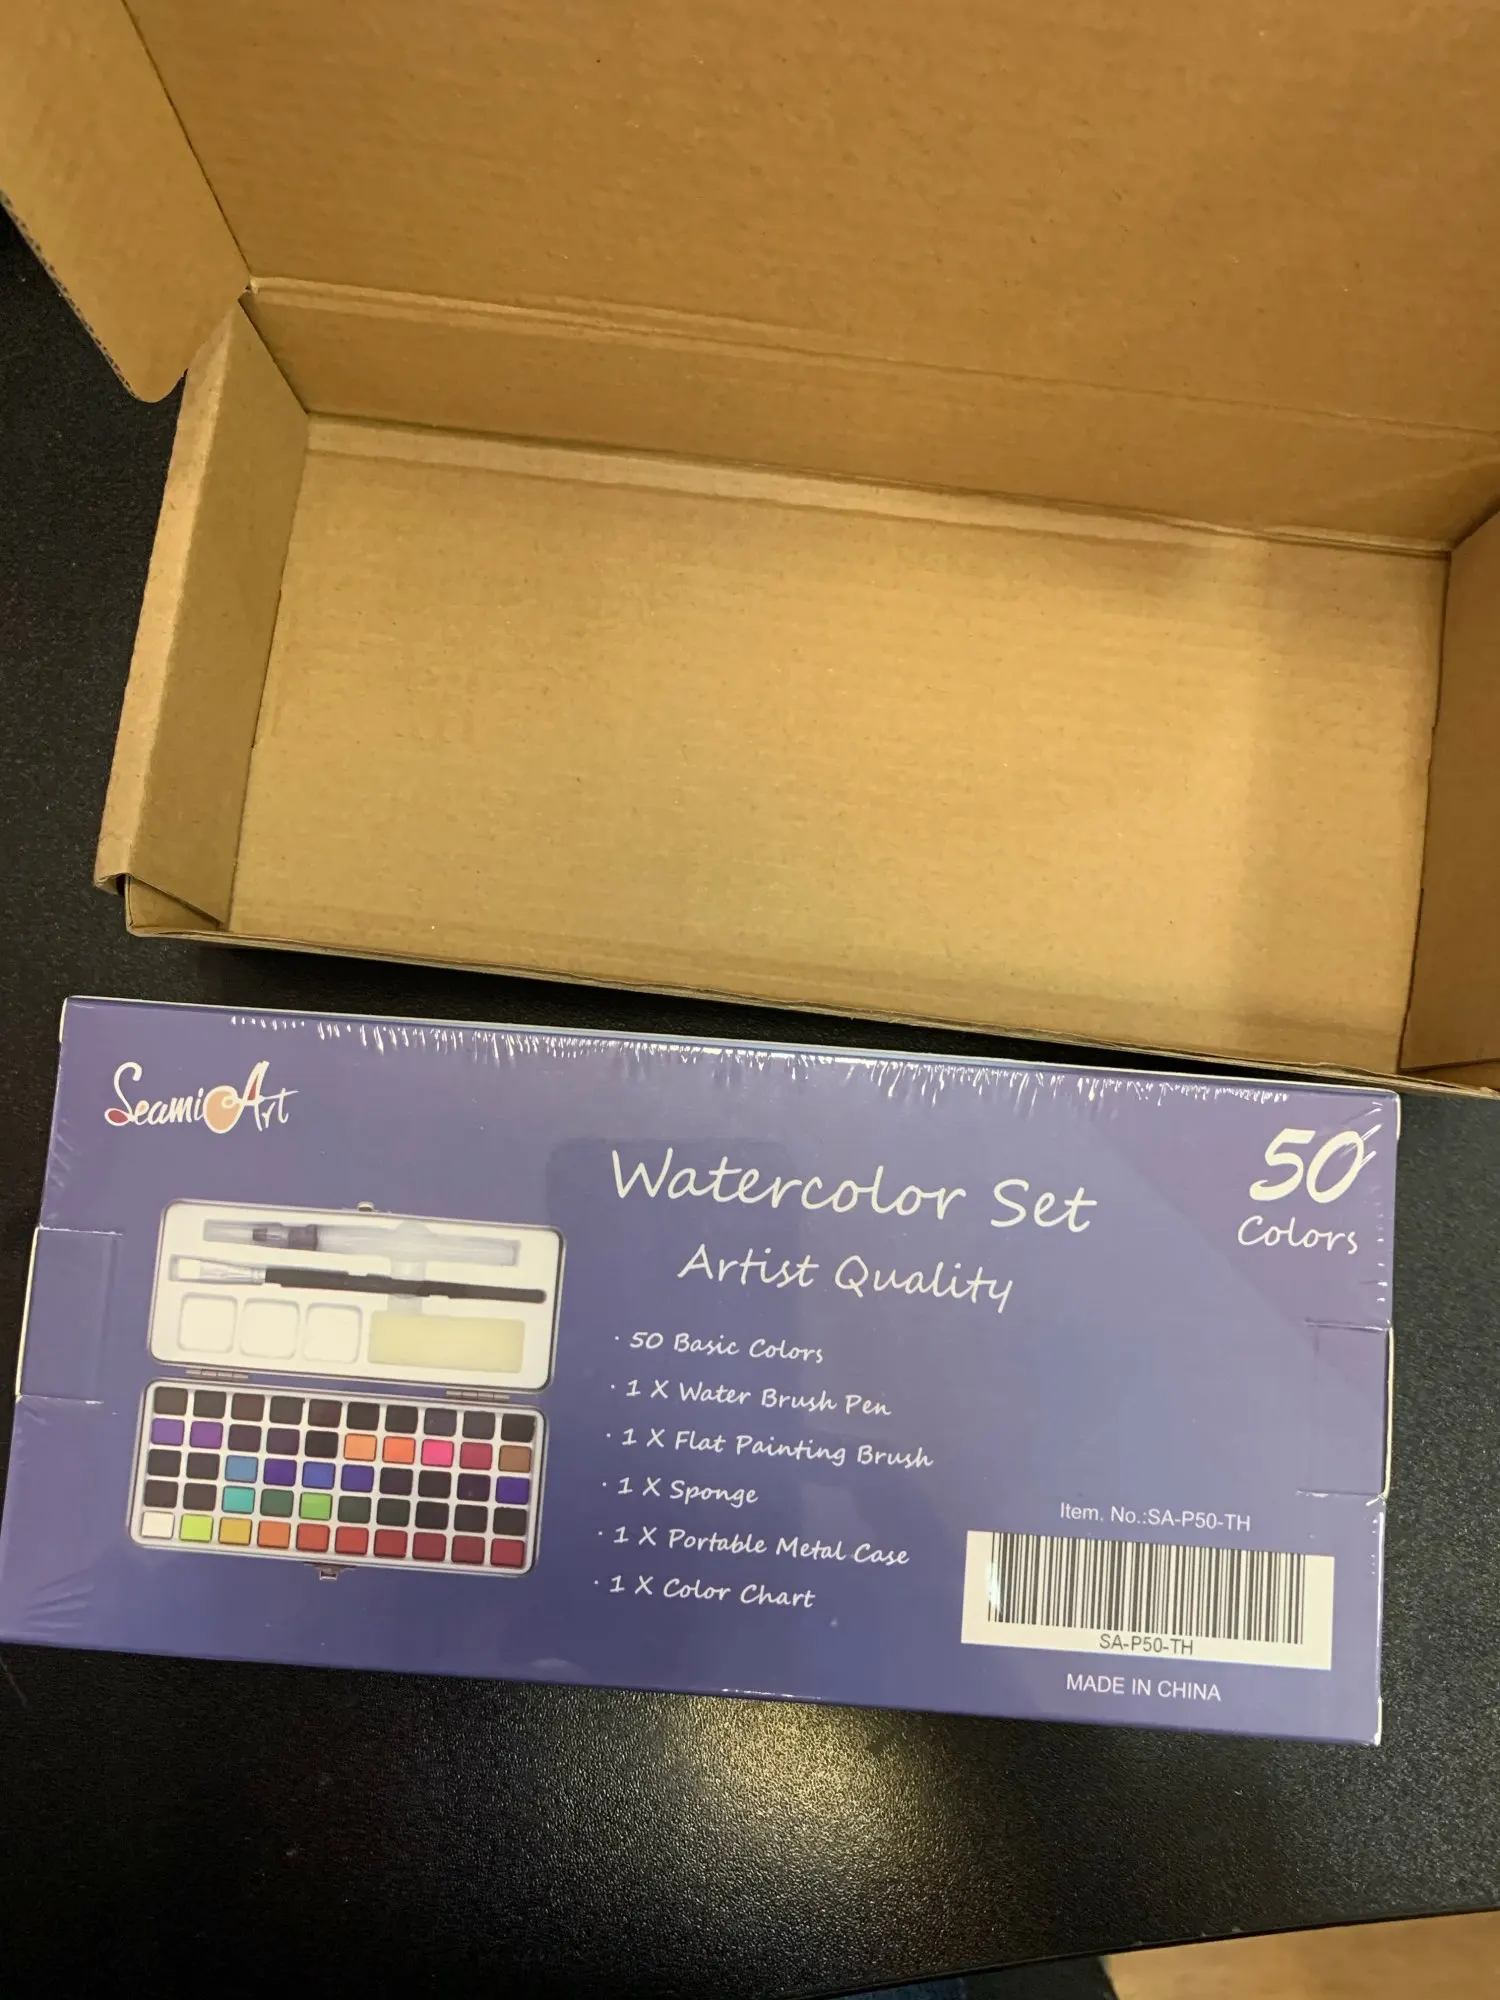 SeamiArt
50
Colors
Watercolor Set
Artist Quality
· 50 Basic Colors
· 1 X Water Brush Pen
· 1 X Flat Painting Brush
· 1 X Sponge
· 1 X Portable Metal Case
· 1 X Color Chart
Item. No.:SA-P50-TH
SA-P50-TH
MADE IN CHINA